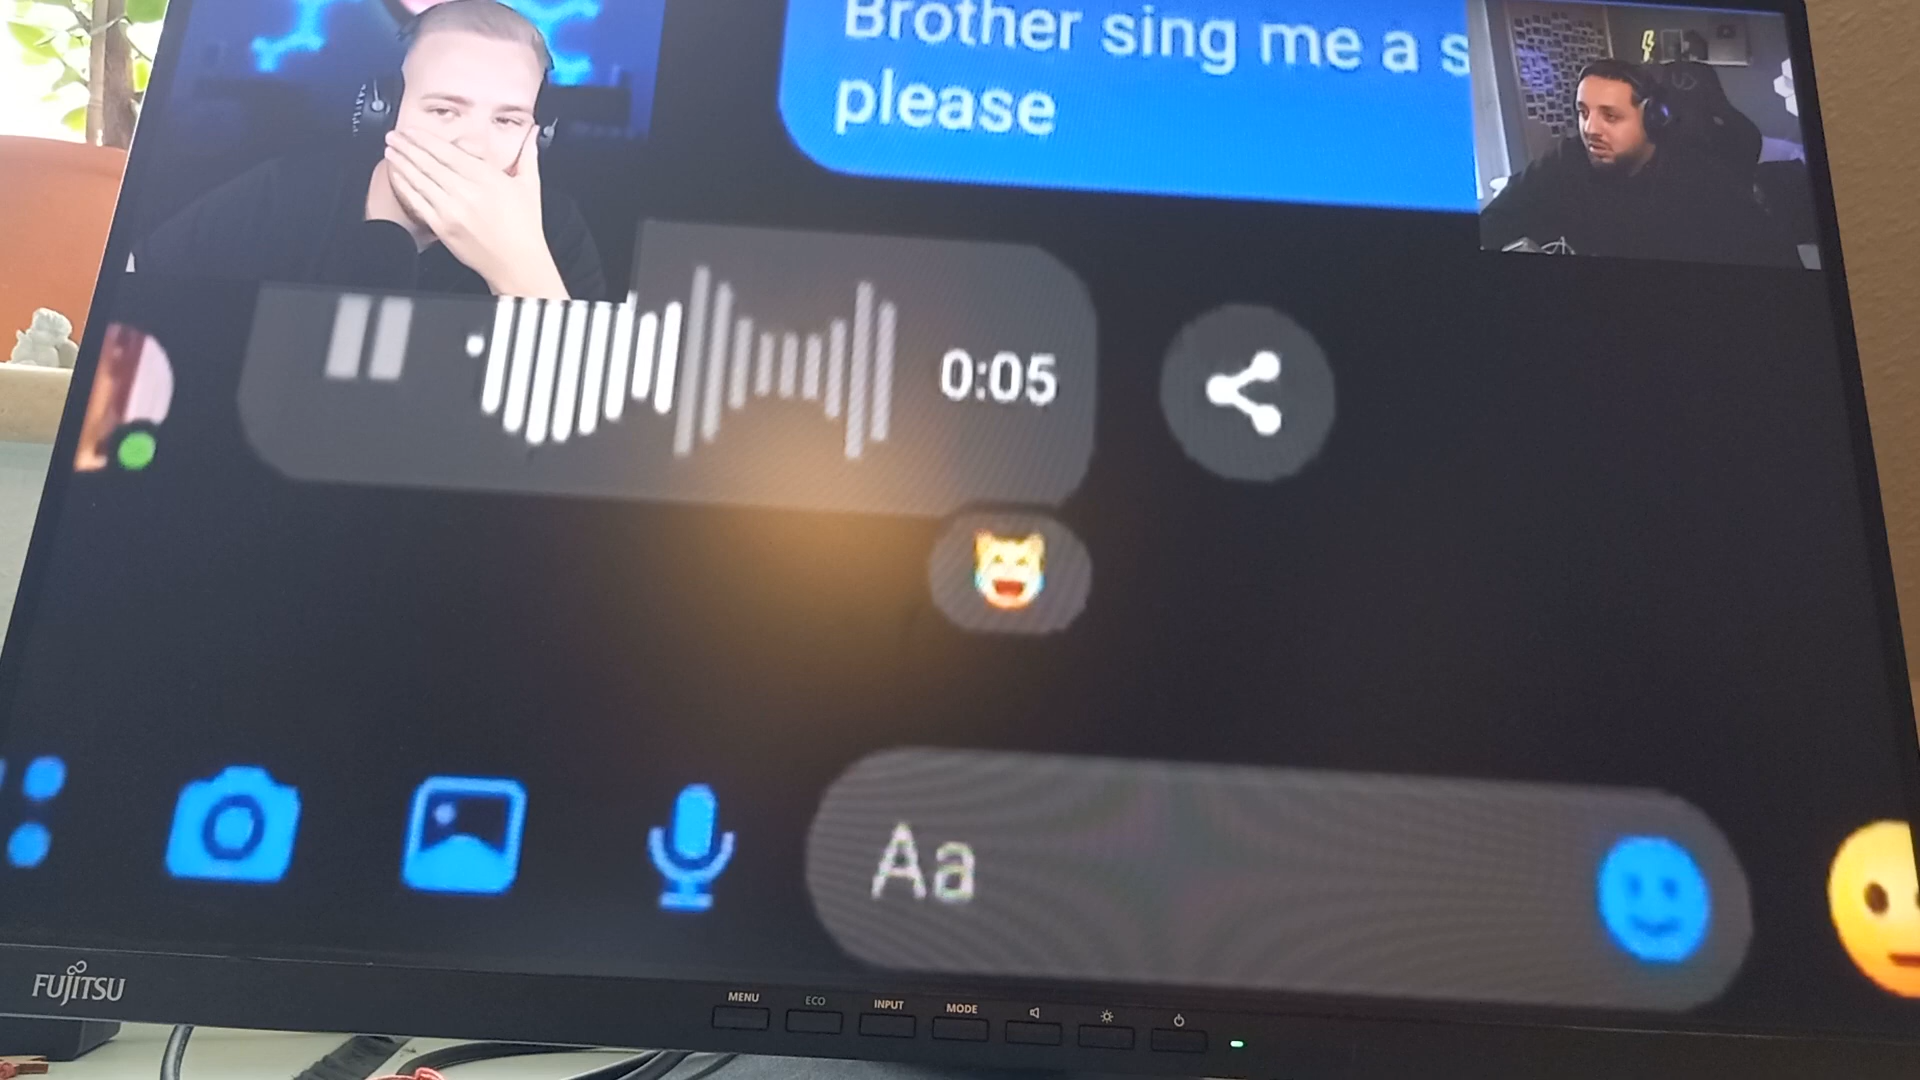 Brother sing me a s
please
0:05
Aa
FUJITSU
MENU
ECO
INPUT
MODE